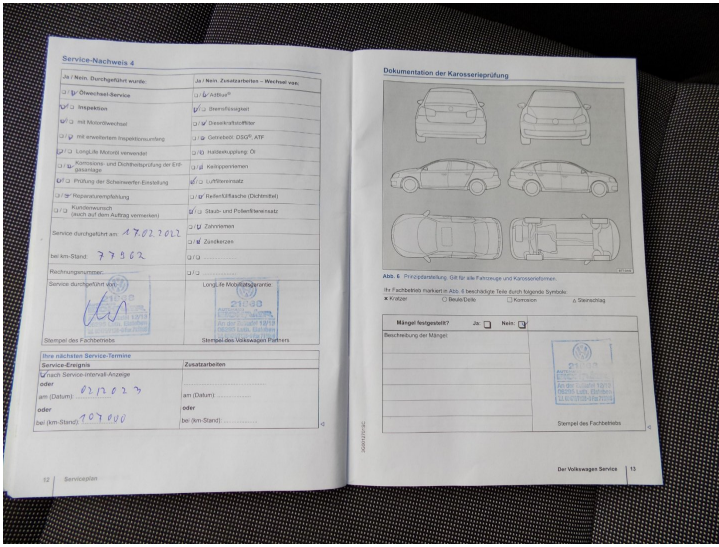 Service-Nachweis 4
Ja / Nein. Durchgeführt wurde:
Ölwechsel-Service
Inspektion
mit Motorölwechsel
mit erweitertem Inspektionsumfang
LongLife Motoröl verwendet
Korrosions- und Dichtheitsprüfung der Erd-
gasanlage
Prüfung der Scheinwerfer-Einstellung
Reparaturempfehlung
Kundenwunsch
(auch auf dem Auftrag vermerken)
Service durchgeführt am 17.02.2022
bei km-Stand: 77962
Rechnungsnummer:
Service durchgeführt von:
Stempel des Fachbetriebs
Ja / Nein. Zusatzarbeiten – Wechsel von:
AdBlue®
Bremsflüssigkeit
Dieselkraftstofffilter
Getriebeöl: DSG®, ATF
Haldexkupplung: Öl
Keilrippenriemen
Luftfiltereinsatz
Reifenfüllflasche (Dichtmittel)
Staub- und Pollenfiltereinsatz
Zahnriemen
Zündkerzen
LongLife Mobilitätsgarantie
Stempel des Volkswagen Partners
Ihre nächsten Service-Termine
Service-Ereignis
nach Service-Intervall-Anzeige
oder
am (Datum): 02/2023
oder
bei (km-Stand): 107000
Zusatzarbeiten
am (Datum):
oder
bei (km-Stand):
12 Serviceplan
Dokumentation der Karosserieprüfung
Abb. 6 Prinzipdarstellung: Gilt für alle Fahrzeuge und Karosserieformen.
Ihr Fachbetrieb markiert in Abb. 6 beschädigte Teile durch folgende Symbole:
× Kratzer ○ Beule/Delle □ Korrosion △ Steinschlag
Mängel festgestellt? Ja: Nein:
Beschreibung der Mängel:
Stempel des Fachbetriebs
Der Volkswagen Service 13